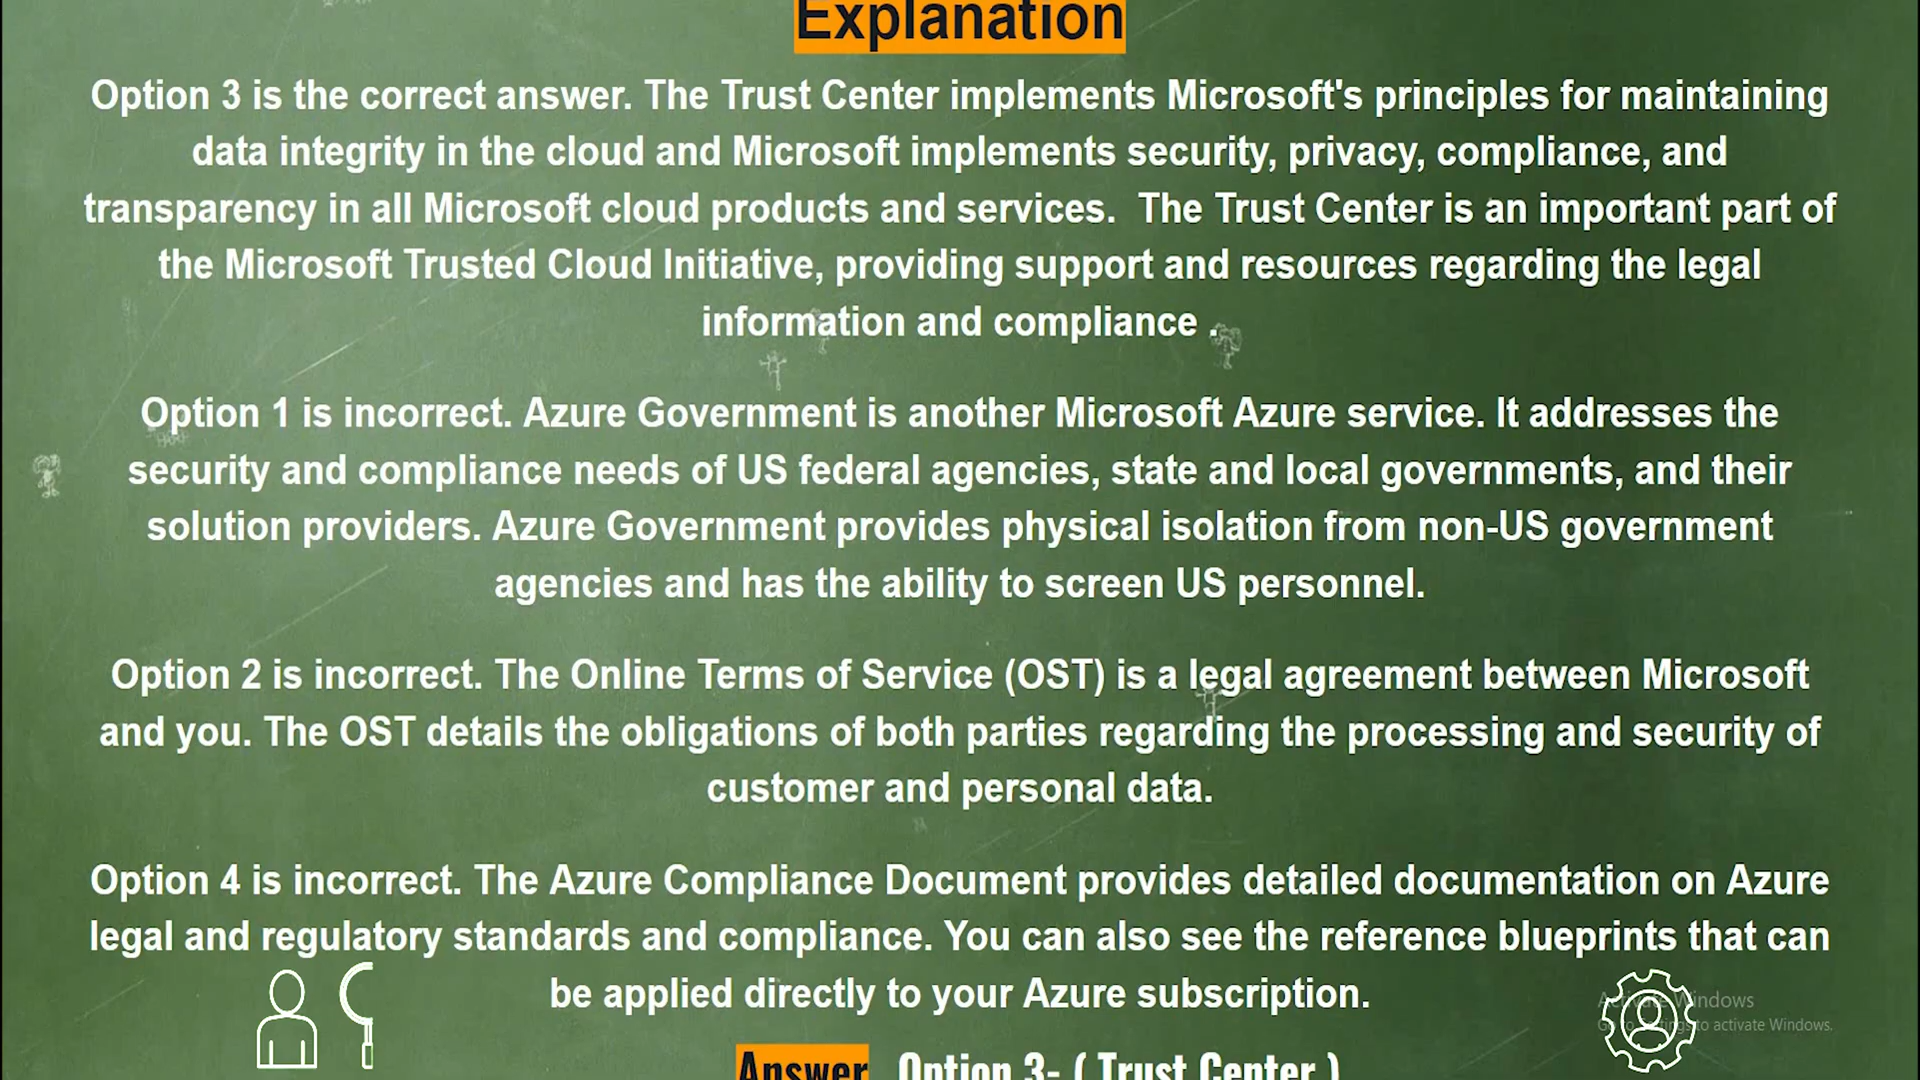 Explanation
Option 3 is the correct answer. The Trust Center implements Microsoft's principles for maintaining
data integrity in the cloud and Microsoft implements security, privacy, compliance, and
transparency in all Microsoft cloud products and services.  The Trust Center is an important part of
the Microsoft Trusted Cloud Initiative, providing support and resources regarding the legal
information and compliance .
Option 1 is incorrect. Azure Government is another Microsoft Azure service. It addresses the
security and compliance needs of US federal agencies, state and local governments, and their
solution providers. Azure Government provides physical isolation from non-US government
agencies and has the ability to screen US personnel.
Option 2 is incorrect. The Online Terms of Service (OST) is a legal agreement between Microsoft
and you. The OST details the obligations of both parties regarding the processing and security of
customer and personal data.
Option 4 is incorrect. The Azure Compliance Document provides detailed documentation on Azure
legal and regulatory standards and compliance. You can also see the reference blueprints that can
be applied directly to your Azure subscription.
Activate Windows
Go to Settings to activate Windows.
Answer Option 3- ( Trust Center )